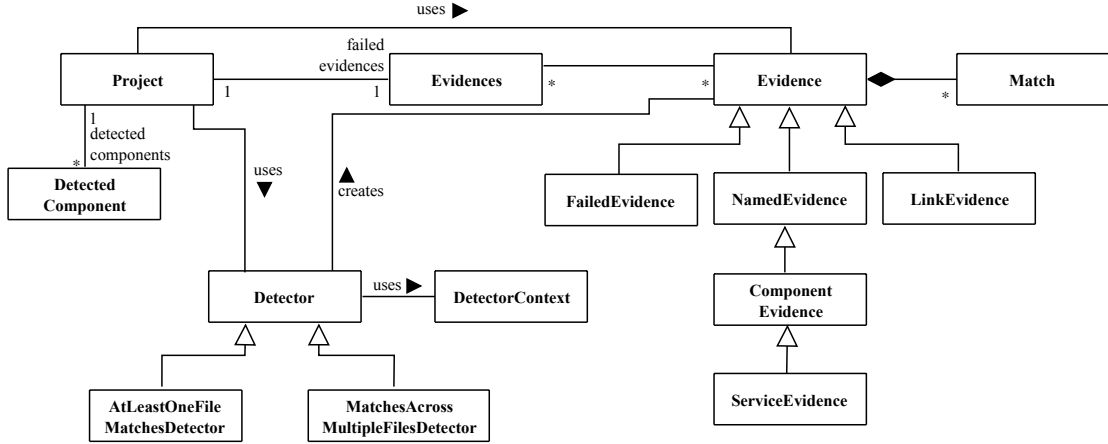 uses ►
failed
evidences
Project
Evidences
Evidence
Match
1
1
*
*
*
1
detected
components
*
Detected
Component
uses
▼
▲
creates
FailedEvidence
NamedEvidence
LinkEvidence
Detector
uses ►
DetectorContext
Component
Evidence
AtLeastOneFile
MatchesDetector
MatchesAcross
MultipleFilesDetector
ServiceEvidence